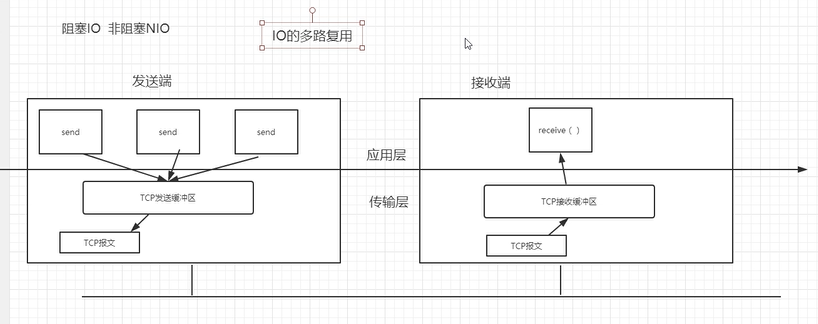 阻塞IO 非阻塞NIO
IO的多路复用
发送端
接收端
send
send
send
receive（ ）
应用层
TCP发送缓冲区
传输层
TCP接收缓冲区
TCP报文
TCP报文